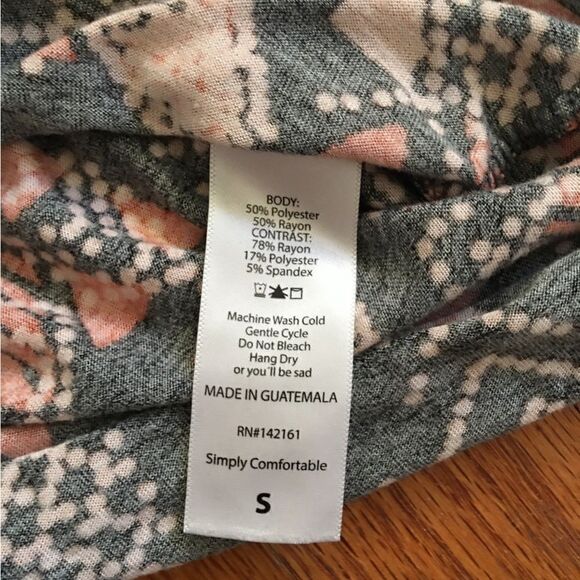 BODY:
50% Polyester
50% Rayon
CONTRAST:
78% Rayon
17% Polyester
5% Spandex
Machine Wash Cold
Gentle Cycle
Do Not Bleach
Hang Dry
or you'll be sad
MADE IN GUATEMALA
RN#142161
Simply Comfortable
S